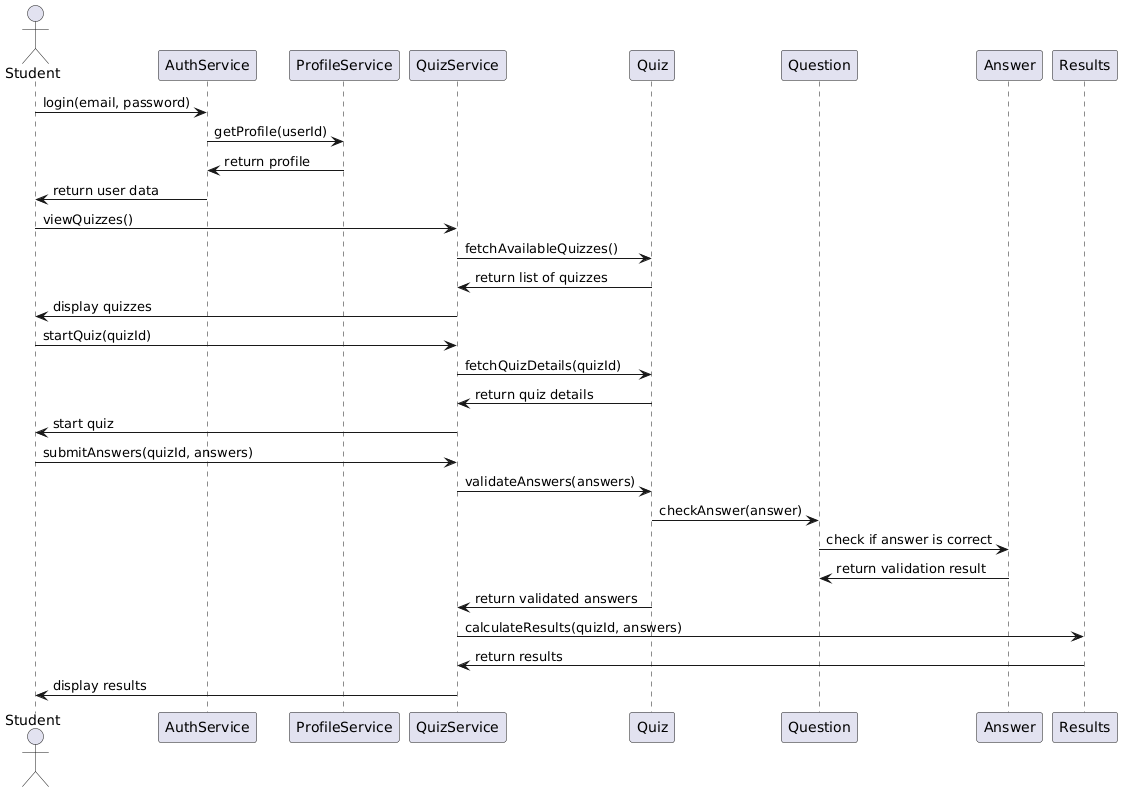 Student
AuthService
ProfileService
QuizService
Quiz
Question
Answer
Results
login(email, password)
getProfile(userId)
return profile
return user data
viewQuizzes()
fetchAvailableQuizzes()
return list of quizzes
display quizzes
startQuiz(quizId)
fetchQuizDetails(quizId)
return quiz details
start quiz
submitAnswers(quizId, answers)
validateAnswers(answers)
checkAnswer(answer)
check if answer is correct
return validation result
return validated answers
calculateResults(quizId, answers)
return results
display results
Student
AuthService
ProfileService
QuizService
Quiz
Question
Answer
Results